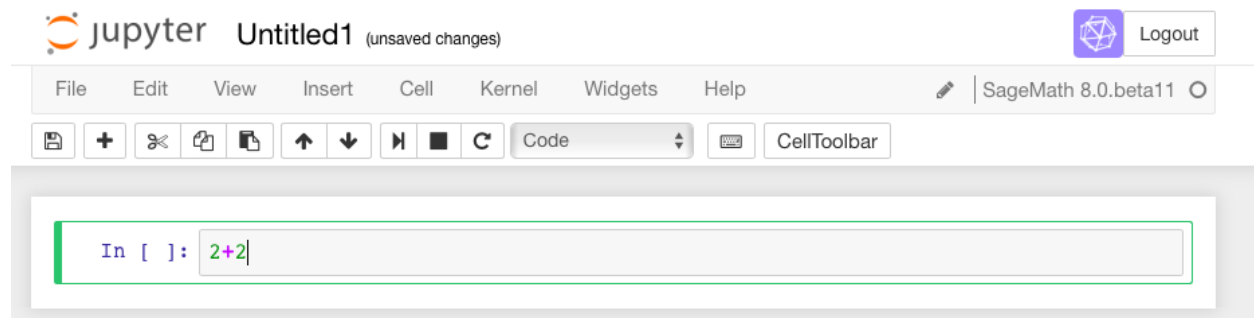 jupyter Untitled1 (unsaved changes) Logout
File Edit View Insert Cell Kernel Widgets Help SageMath 8.0.beta11
Code CellToolbar
In [ ]: 2+2